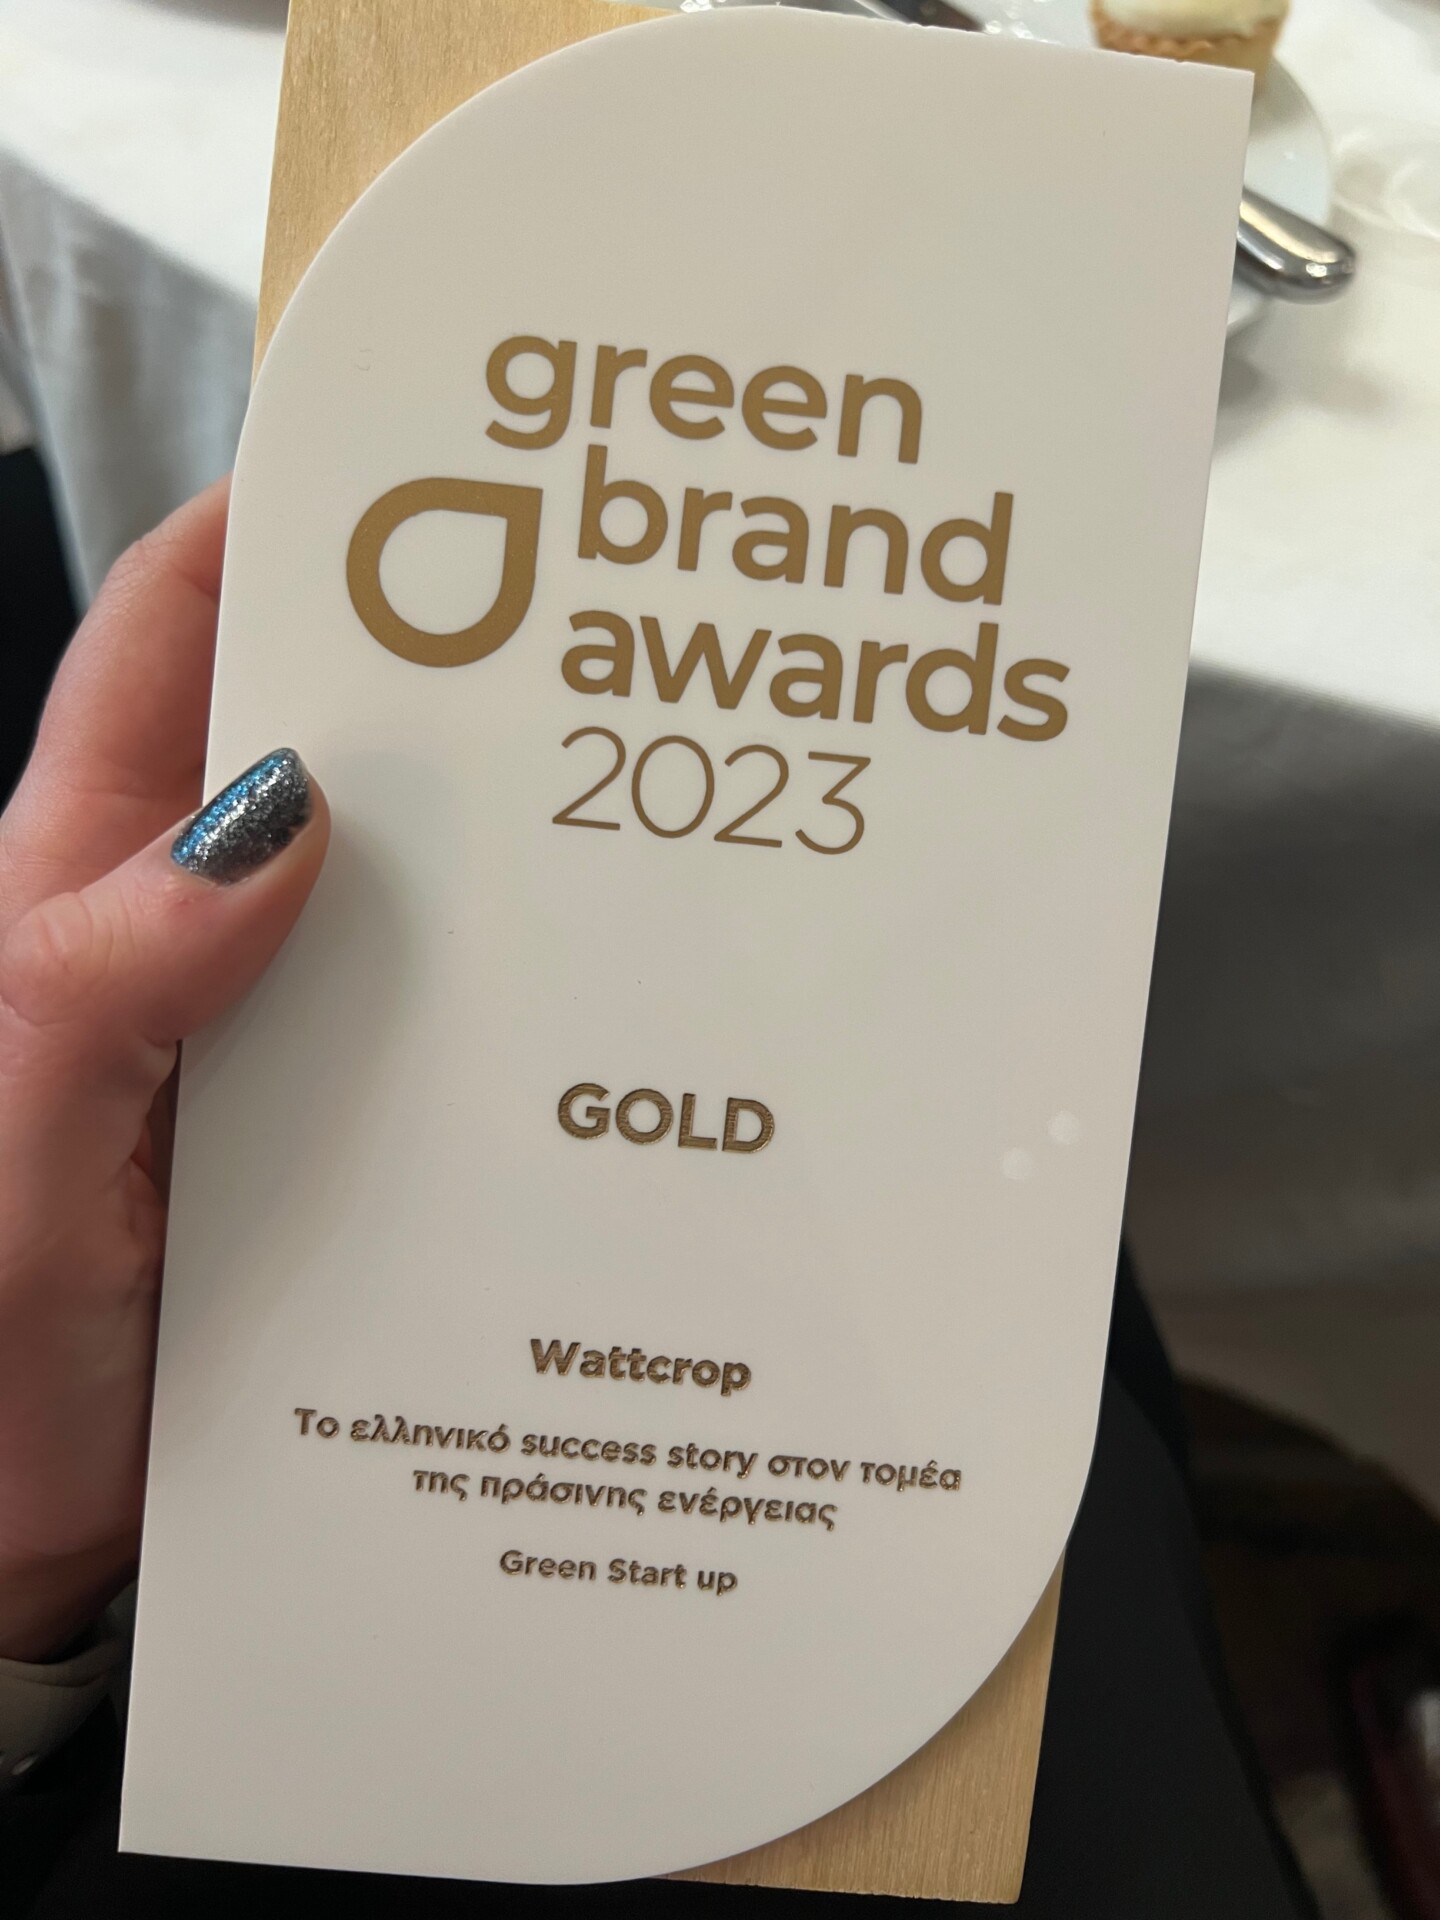 green
brand
awards
2023
GOLD
Wattcrop
Το ελληνικό success story στον τομέα
της πράσινης ενέργειας
Green Start up